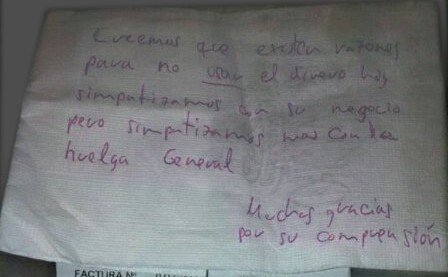 Creemos que existen razones
para no usar el dinero hoy
simpatizamos con su negocio
pero simpatizamos mas con la
huelga General
Muchas gracias
por su comprensión
FACTURA Nº